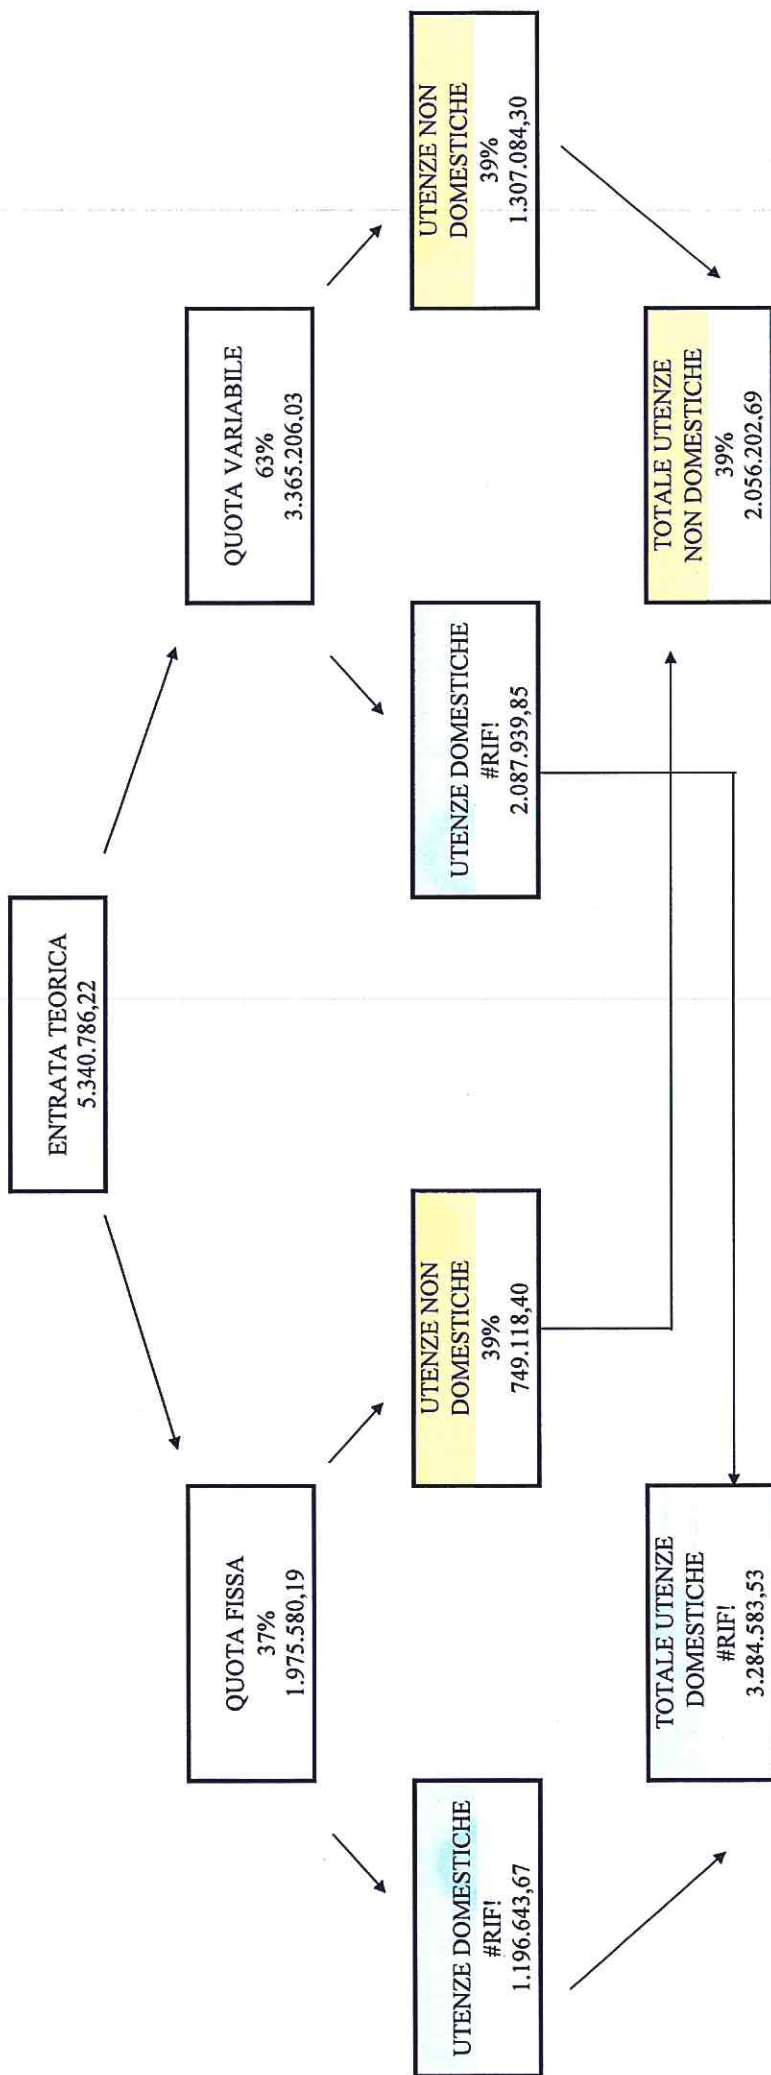 ENTRATA TEORICA
5.340.786,22
QUOTA FISSA
37%
1.975.580,19
QUOTA VARIABILE
63%
3.365.206,03
UTENZE DOMESTICHE
#RIF!
1.196.643,67
UTENZE NON
DOMESTICHE
39%
749.118,40
UTENZE DOMESTICHE
#RIF!
2.087.939,85
UTENZE NON
DOMESTICHE
39%
1.307.084,30
TOTALE UTENZE
DOMESTICHE
#RIF!
3.284.583,53
TOTALE UTENZE
NON DOMESTICHE
39%
2.056.202,69